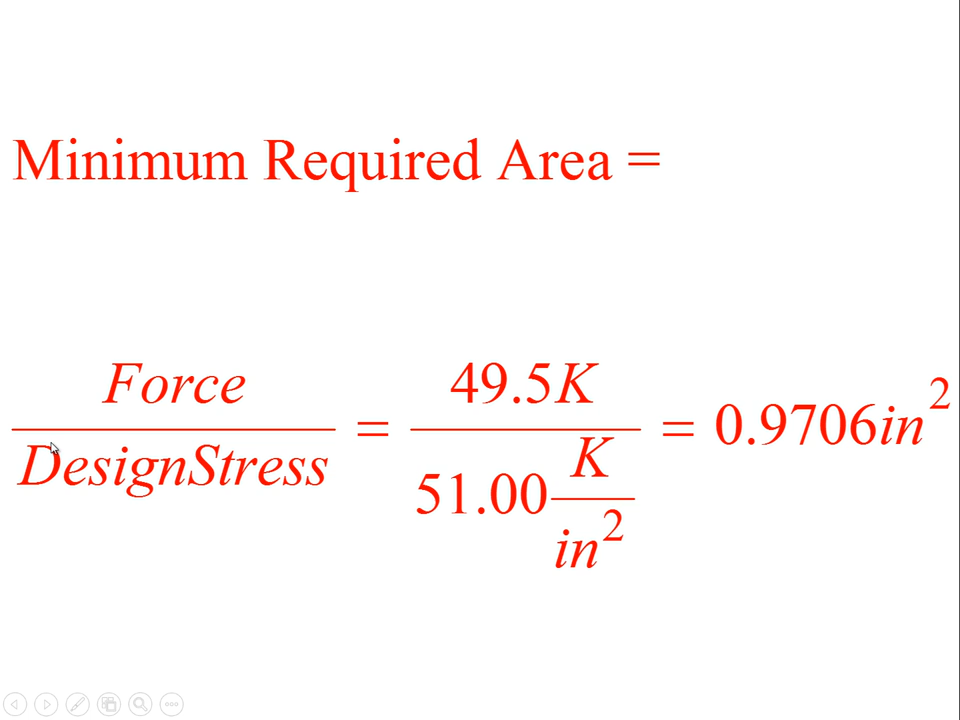 Minimum Required Area =
Force
DesignStress
=
49.5K
51.00
K
in²
= 0.9706in²